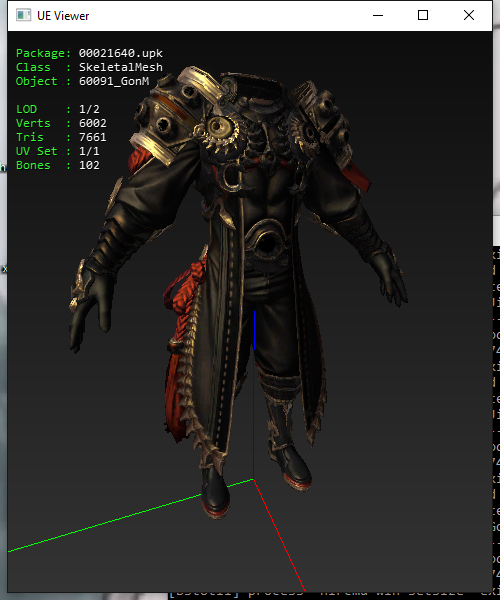 UE Viewer
Package: 00021640.upk
Class : SkeletalMesh
Object : 60091_GonM
LOD : 1/2
Verts : 6002
Tris : 7661
UV Set : 1/1
Bones : 102